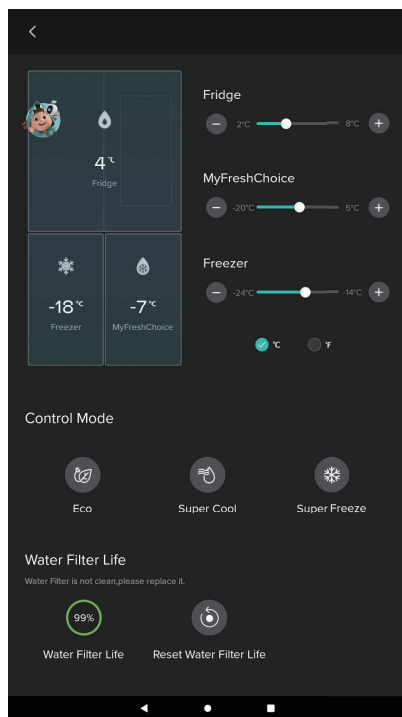 Fridge
2°C
8°C
4°C
Fridge
MyFreshChoice
-20°C
5°C
Freezer
-24°C
-14°C
-18°C
-7°C
Freezer
MyFreshChoice
°C
°F
Control Mode
Eco
Super Cool
Super Freeze
Water Filter Life
Water Filter is not clean,please replace it.
99%
Water Filter Life
Reset Water Filter Life